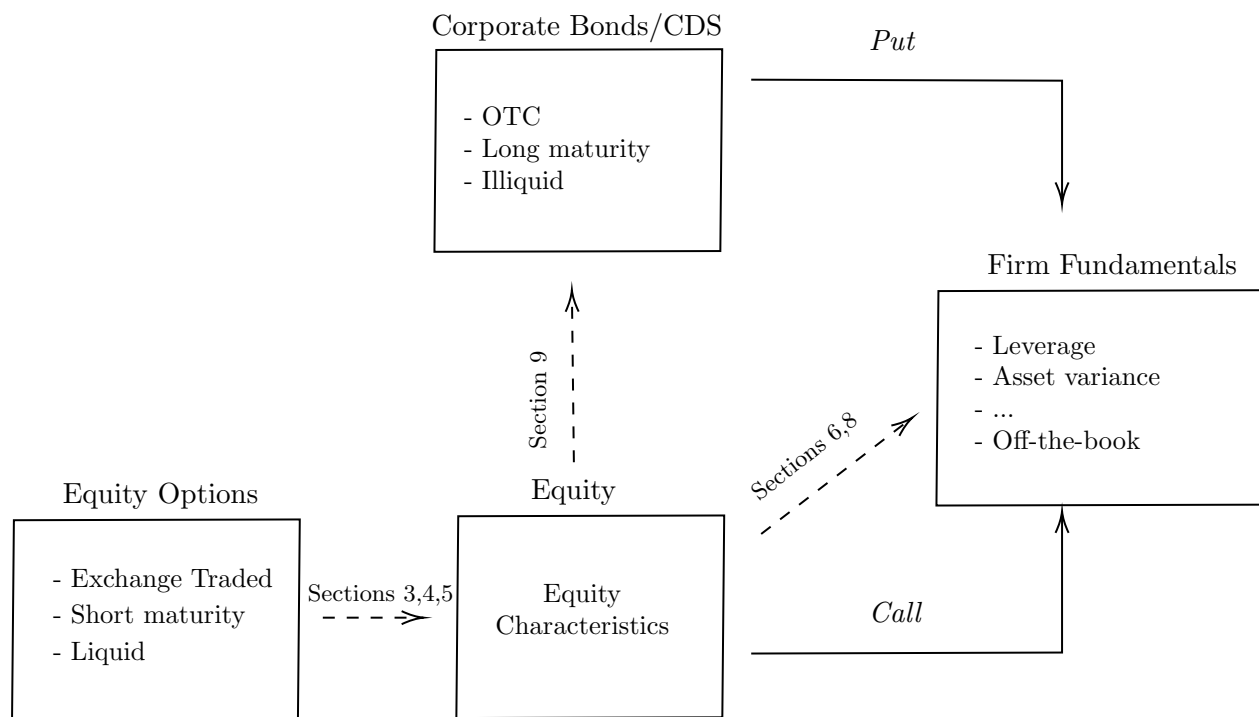 Corporate Bonds/CDS
- OTC
- Long maturity
- Illiquid
Put
Firm Fundamentals
- Leverage
- Asset variance
- ...
- Off-the-book
Section 9
Sections 6,8
Equity Options
- Exchange Traded
- Short maturity
- Liquid
Sections 3,4,5
Equity
Equity
Characteristics
Call